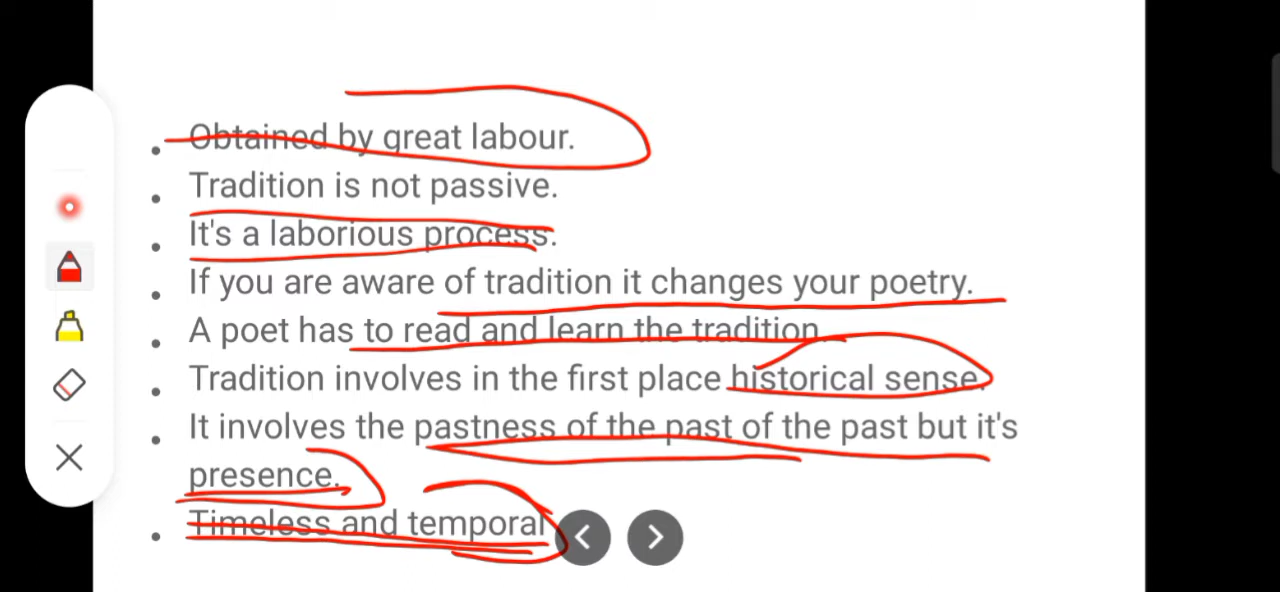 • Obtained by great labour.
• Tradition is not passive.
• It's a laborious process.
• If you are aware of tradition it changes your poetry.
• A poet has to read and learn the tradition.
• Tradition involves in the first place historical sense.
• It involves the pastness of the past of the past but it's
presence.
• Timeless and temporal